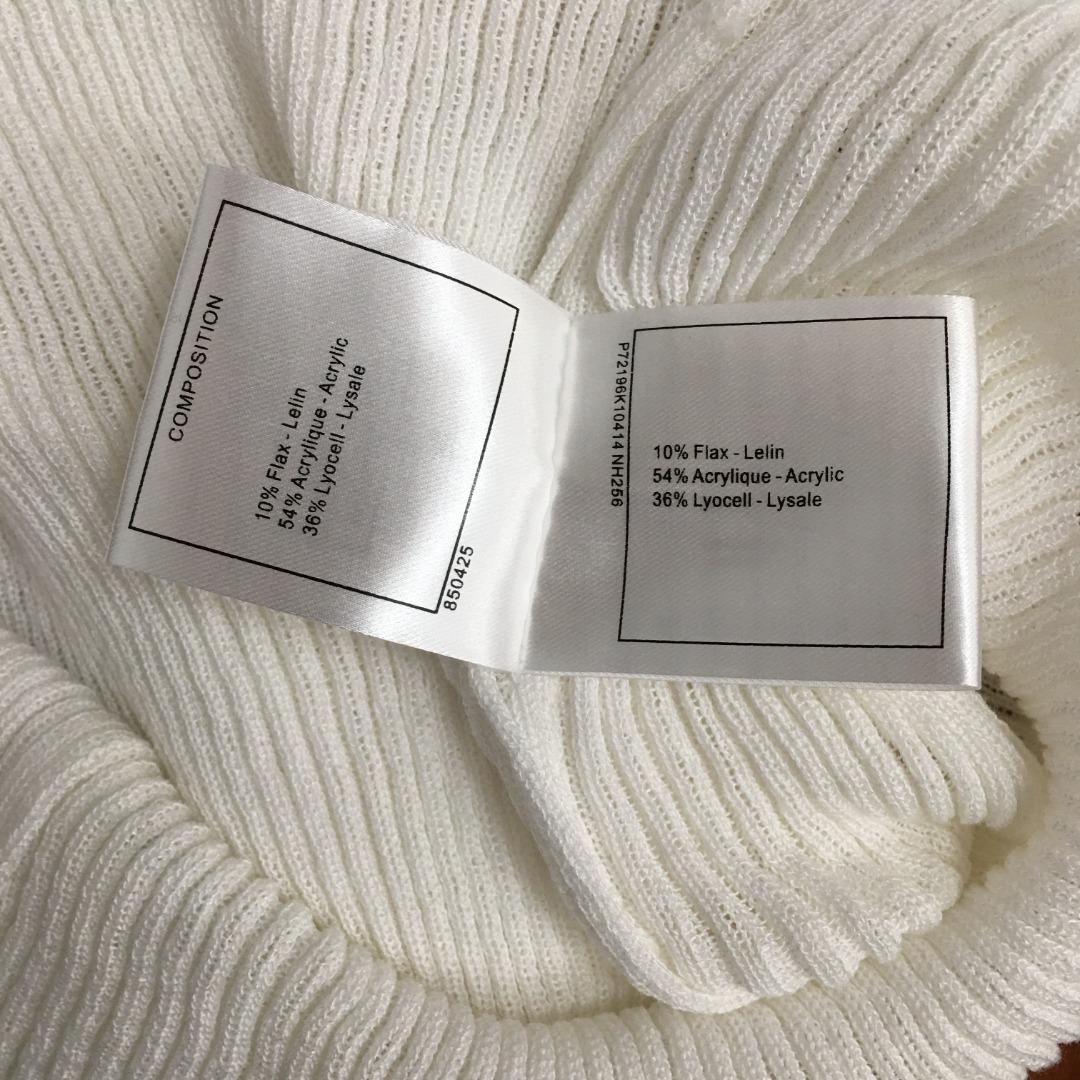 COMPOSITION
10% Flax - Lelin
54% Acrylique - Acrylic
36% Lyocell - Lysale
850425
P72196K10414 NH256
10% Flax - Lelin
54% Acrylique - Acrylic
36% Lyocell - Lysale